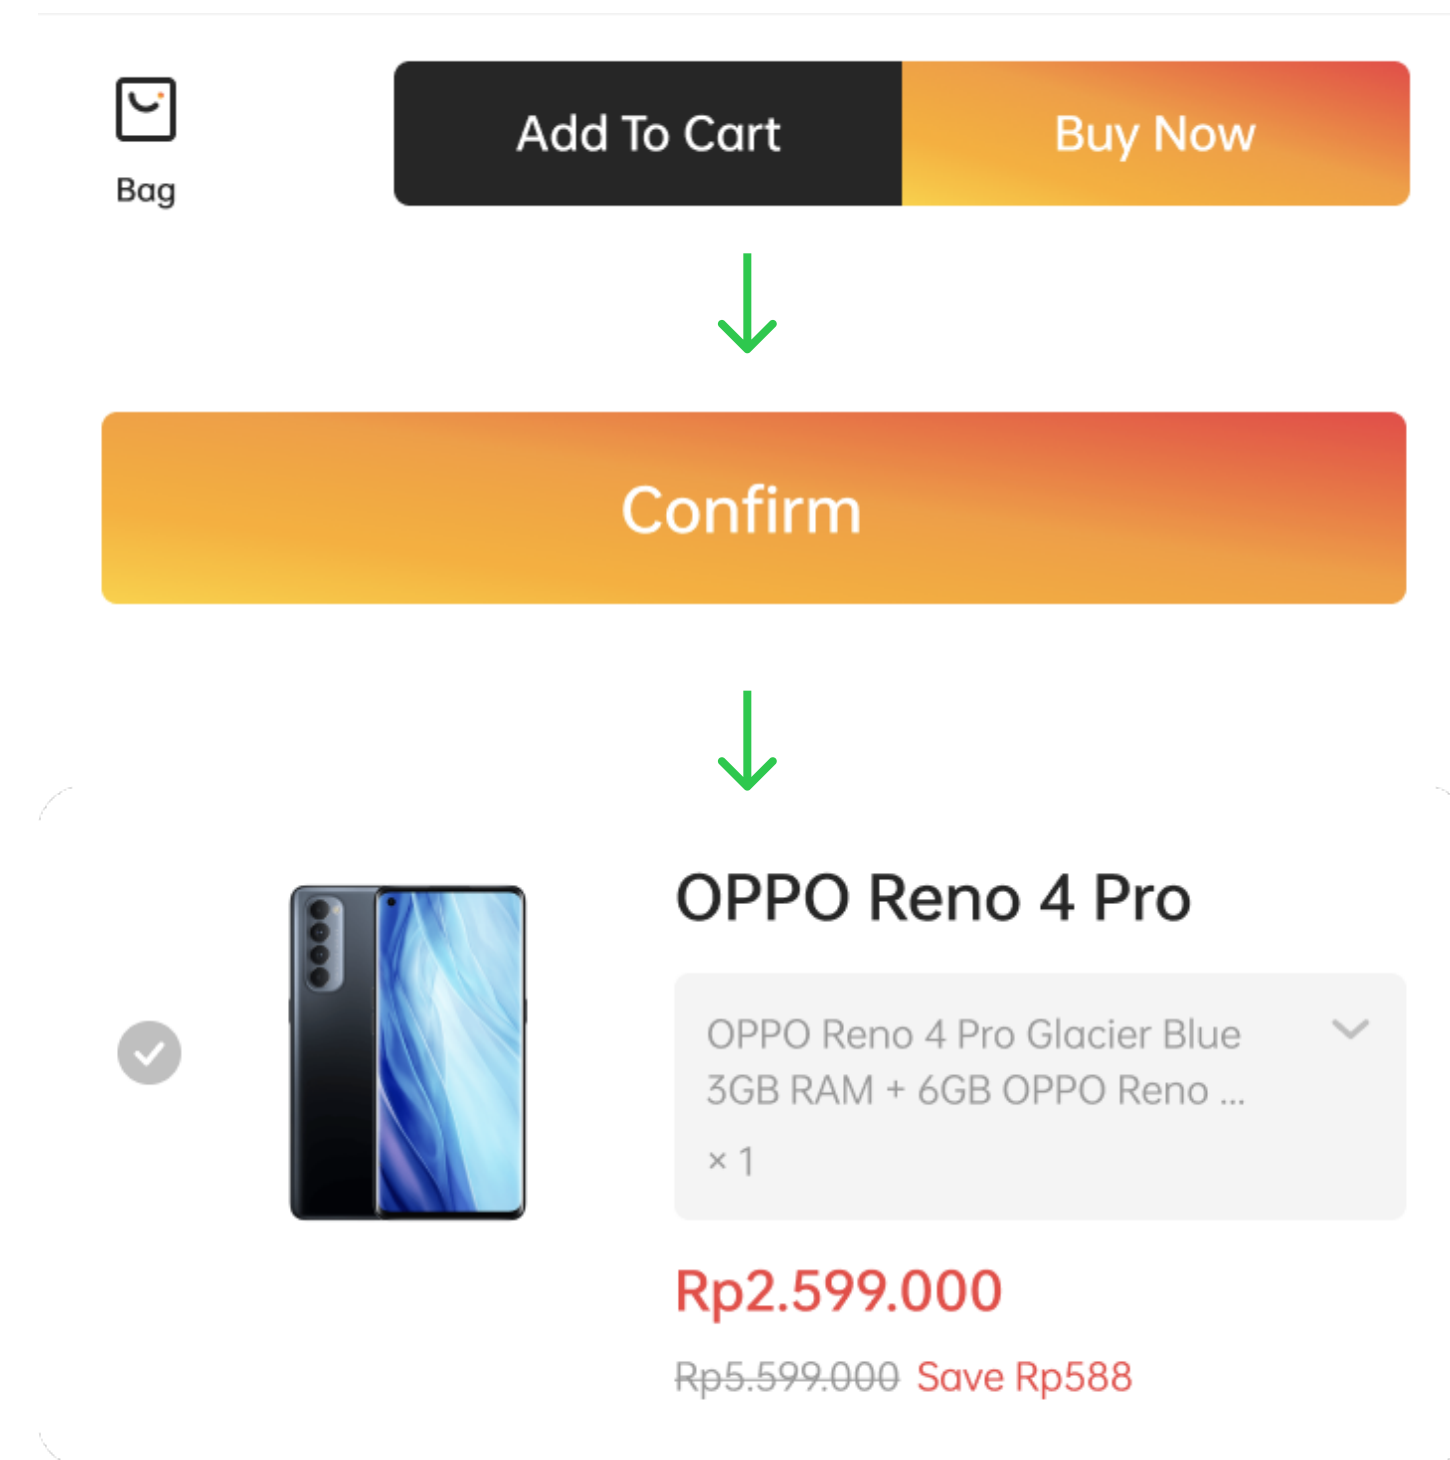 Add To Cart
Buy Now
Bag
Confirm
OPPO Reno 4 Pro
OPPO Reno 4 Pro Glacier Blue
3GB RAM + 6GB OPPO Reno ...
× 1
Rp2.599.000
Rp5.599.000 Save Rp588